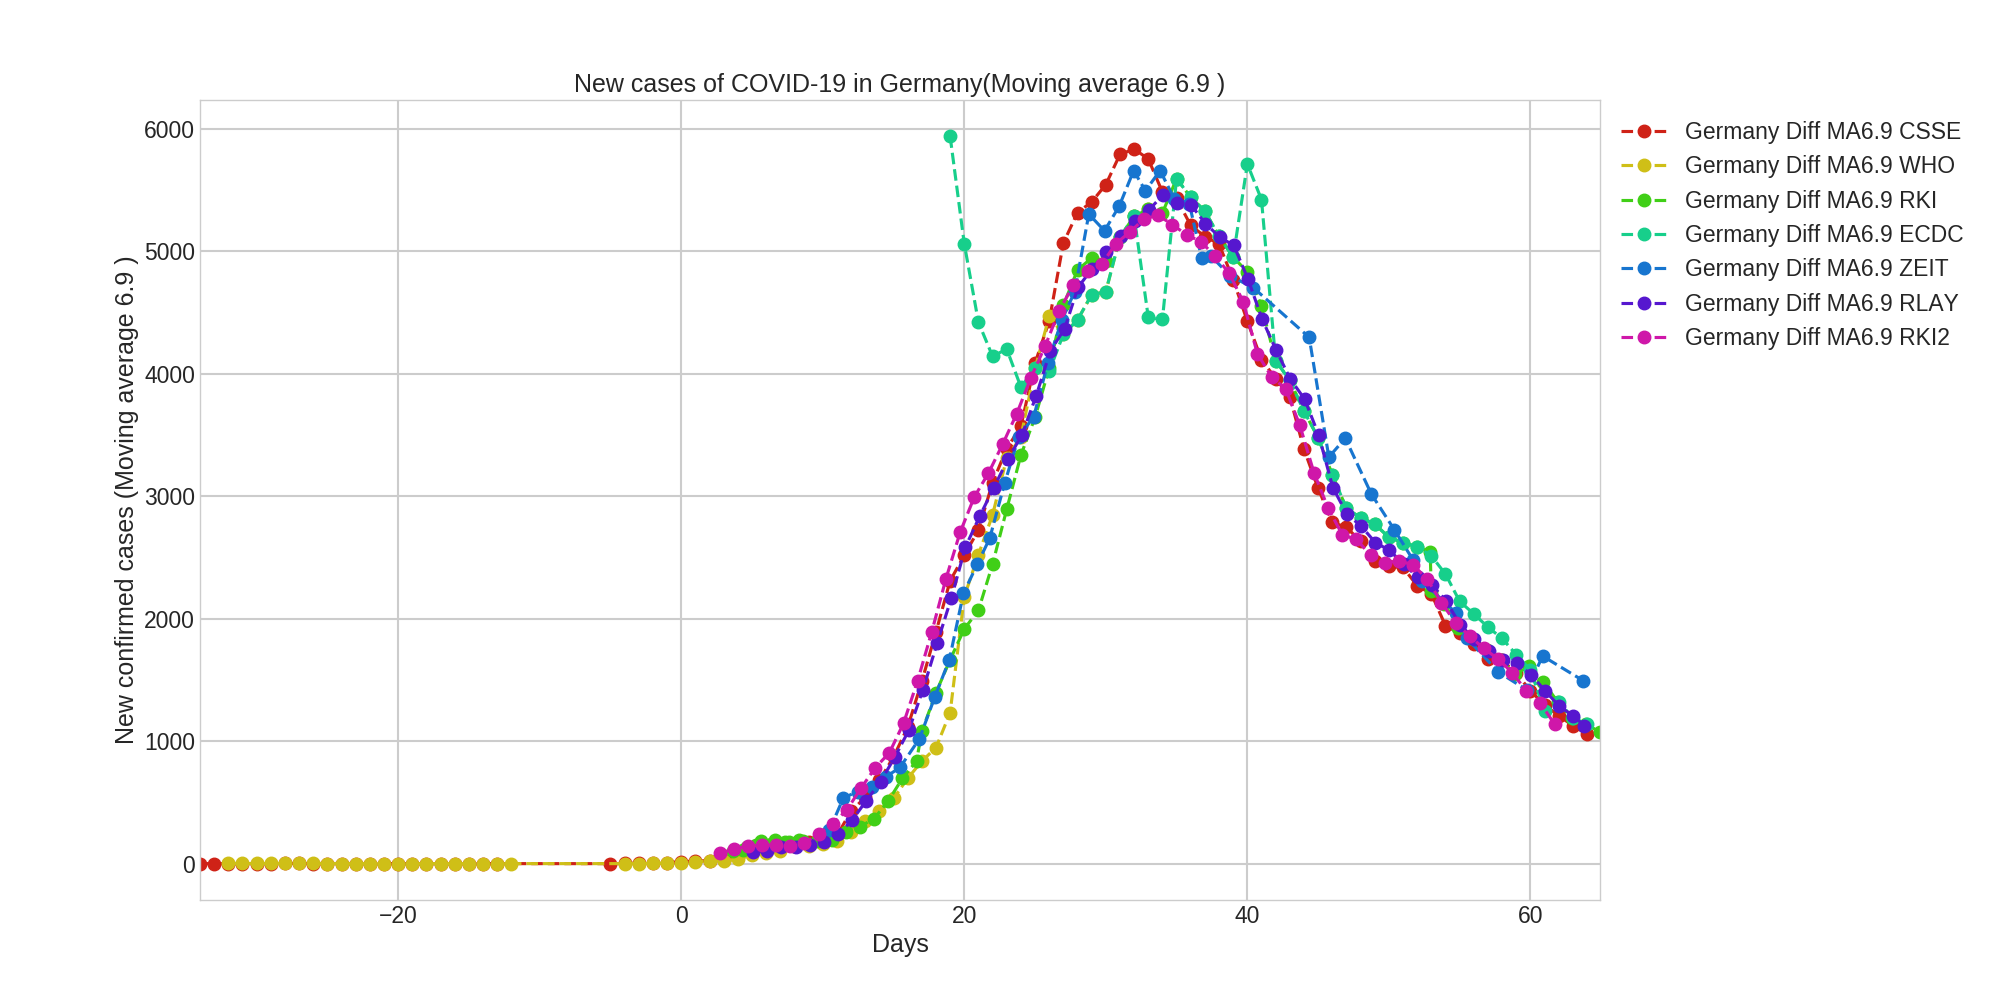 New cases of COVID-19 in Germany(Moving average 6.9 )
New confirmed cases (Moving average 6.9 )
6000
5000
4000
3000
2000
1000
0
−20
0
20
40
60
Days
Germany Diff MA6.9 CSSE
Germany Diff MA6.9 WHO
Germany Diff MA6.9 RKI
Germany Diff MA6.9 ECDC
Germany Diff MA6.9 ZEIT
Germany Diff MA6.9 RLAY
Germany Diff MA6.9 RKI2